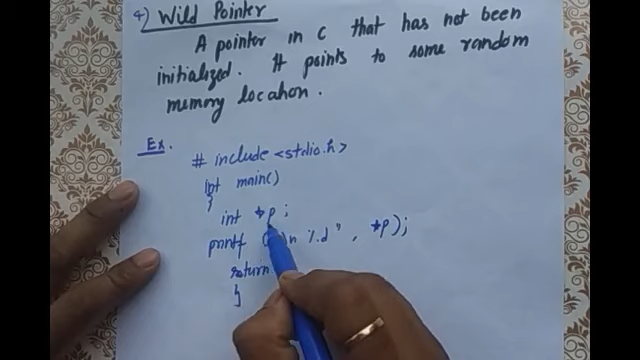 4) Wild Pointer
A pointer in c that has not been
initialized. It points to some random
memory location.
Ex.
# include <stdio.h>
int main()
{
int *p;
printf \n %d", *p);
return
}